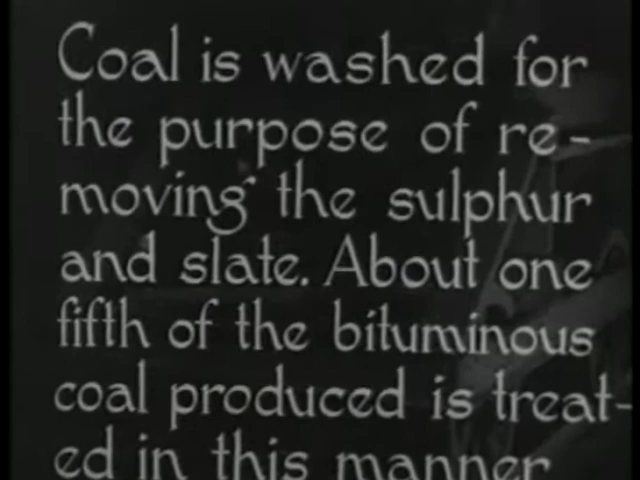 Coal is washed for
the purpose of re-
moving the sulphur
and slate. About one
fifth of the bituminous
coal produced is treat-
ed in this manner